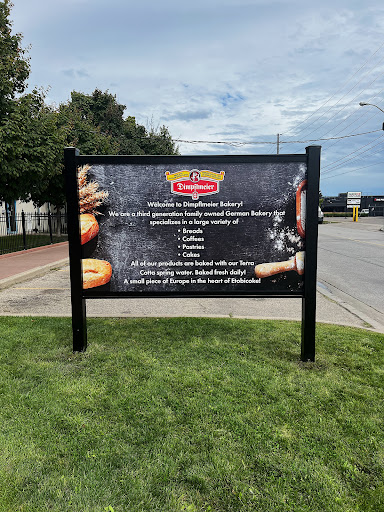 Dimpflmeier
Welcome to Dimpflmeier Bakery!
We are a third generation family owned German Bakery that
specializes in a large variety of
• Breads
• Coffees
• Pastries
• Cakes
All of our products are baked with our Terra
Cotta spring water. Baked fresh daily!
A small piece of Europe in the heart of Etobicoke!